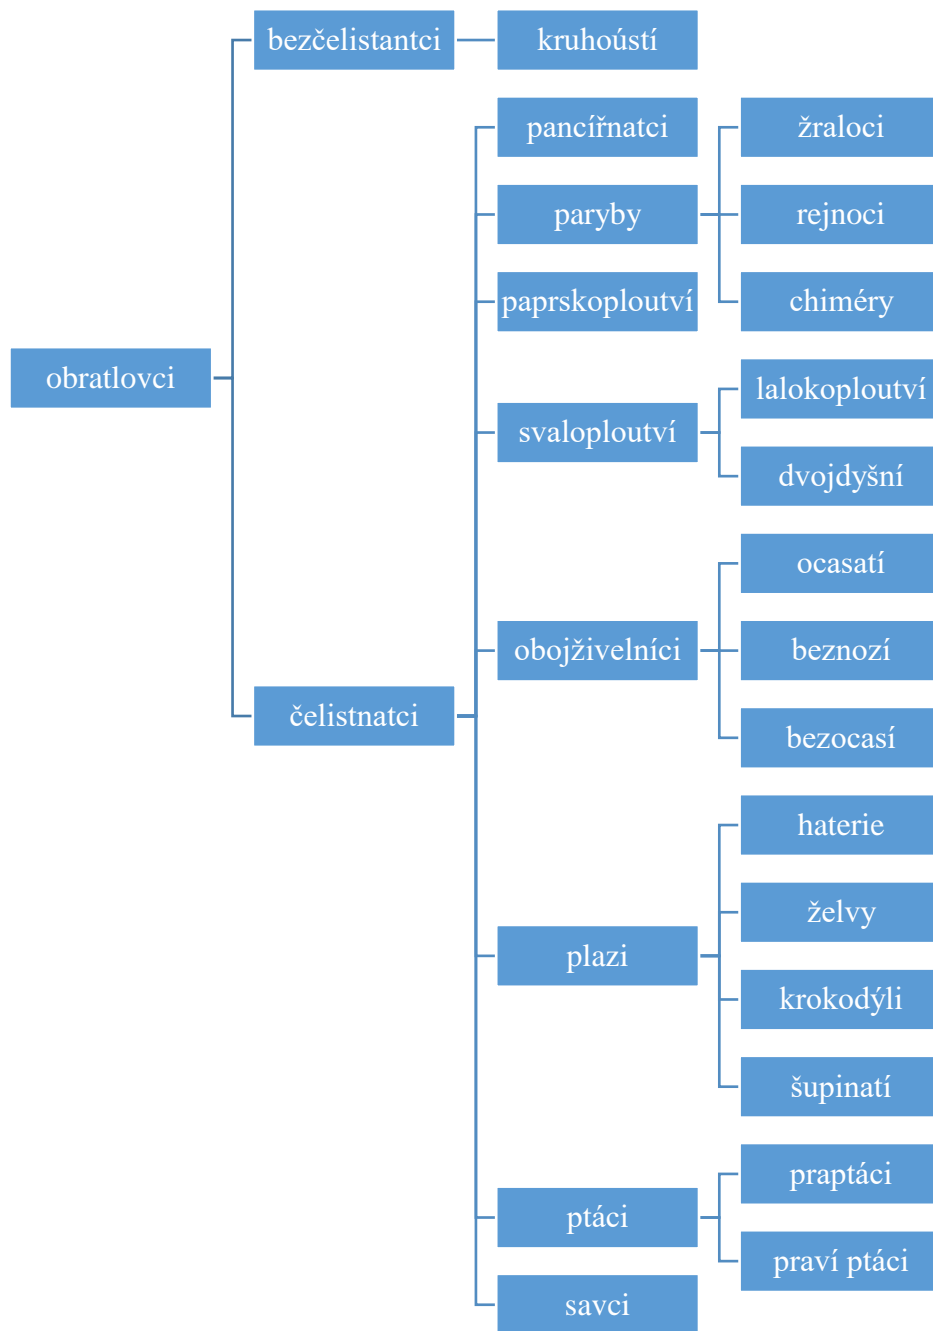 bezčelistantci
kruhoústí
pancířnatci
žraloci
paryby
rejnoci
paprskoploutví
chiméry
obratlovci
lalokoploutví
svaloploutví
dvojdyšní
ocasatí
obojživelníci
beznozí
čelistnatci
bezocasí
haterie
želvy
plazi
krokodýli
šupinatí
praptáci
ptáci
praví ptáci
savci